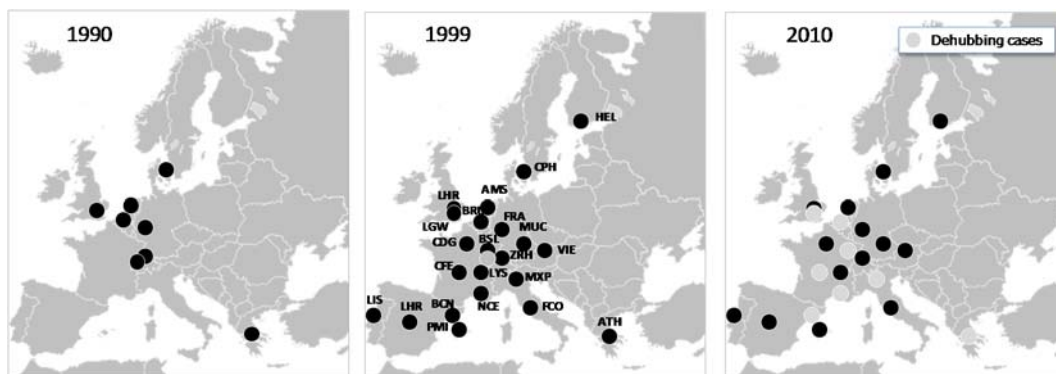 1990
1999
HEL
CPH
LHR
AMS
LGW
FRA
MUC
CDG
BSL
VIE
ZRH
CFE
LYS
MXP
LIS
LHR
BCN
NCE
FCO
PMI
ATH
2010
Dehubbing cases